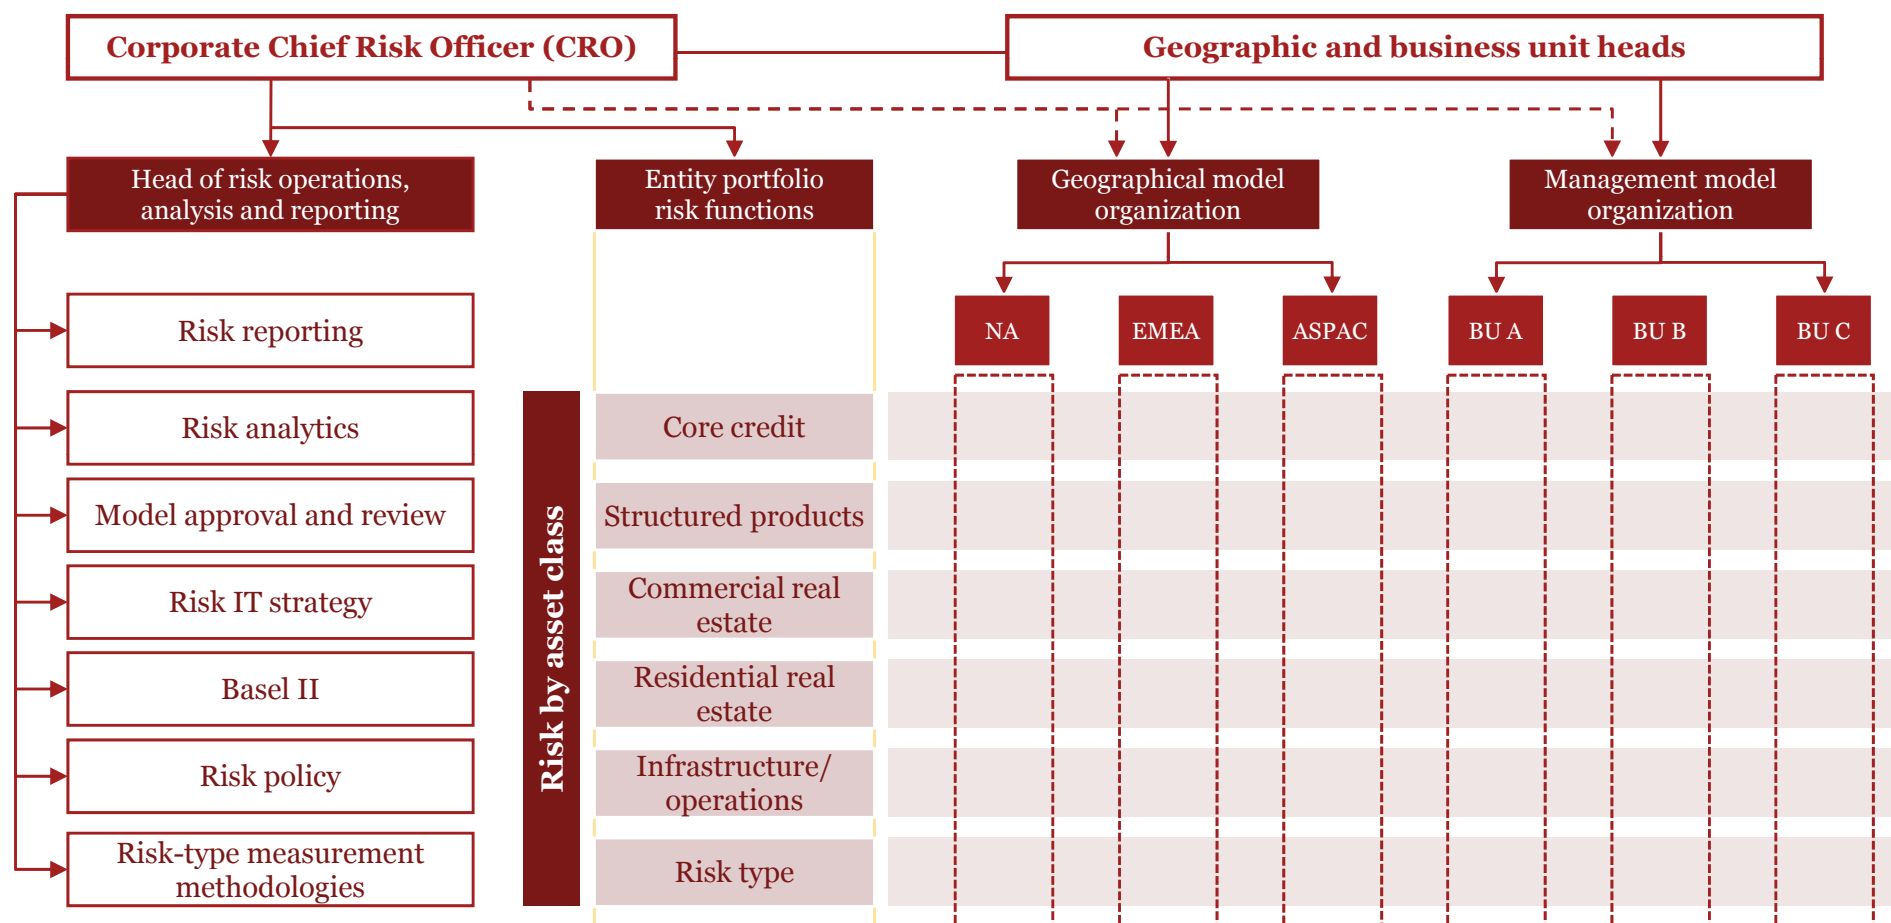 Corporate Chief Risk Officer (CRO)
Geographic and business unit heads
Head of risk operations,
analysis and reporting
Entity portfolio
risk functions
Geographical model
organization
Management model
organization
Risk reporting
NA
EMEA
ASPAC
BU A
BU B
BU C
Risk analytics
Model approval and review
Risk IT strategy
Basel II
Risk policy
Risk-type measurement
methodologies
Risk by asset class
Core credit
Structured products
Commercial real
estate
Residential real
estate
Infrastructure/
operations
Risk type